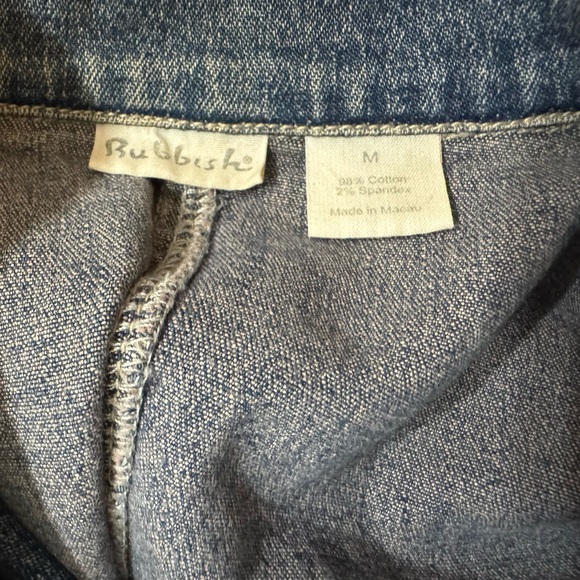 Rubbish®
M
98% Cotton
2% Spandex
Made in Macau